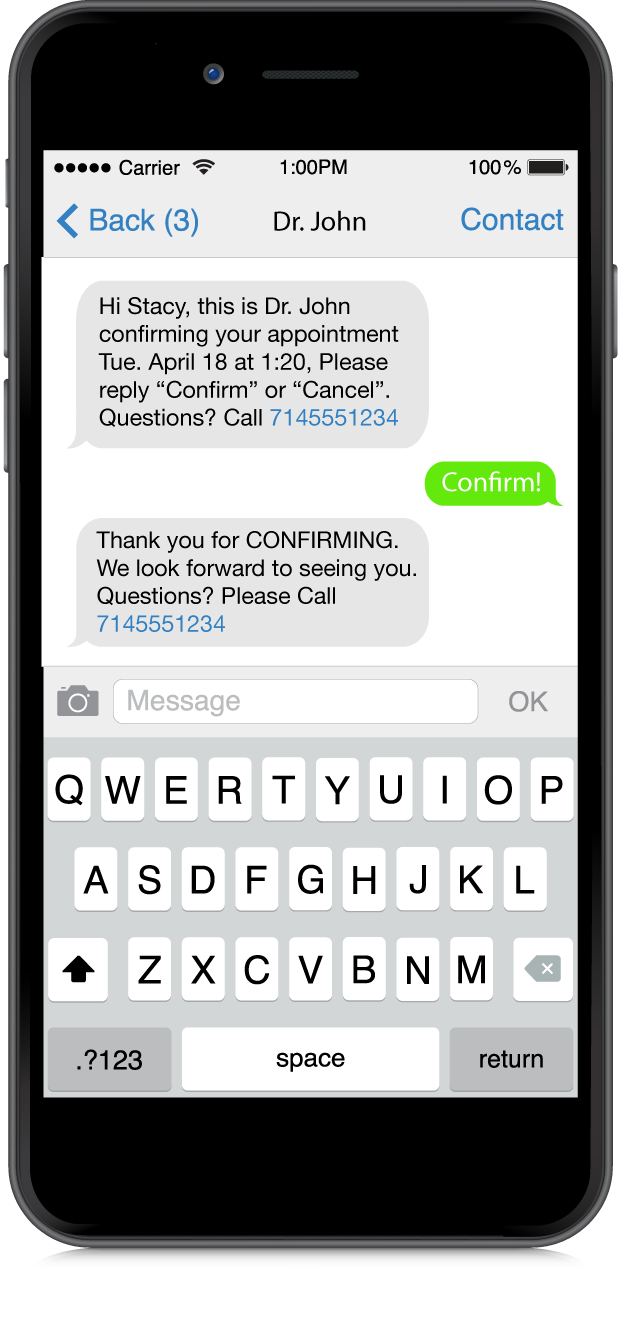 Carrier 1:00PM 100%
Back (3) Dr. John Contact
Hi Stacy, this is Dr. John
confirming your appointment
Tue. April 18 at 1:20, Please
reply “Confirm” or “Cancel”.
Questions? Call 7145551234
Confirm!
Thank you for CONFIRMING.
We look forward to seeing you.
Questions? Please Call
7145551234
Message OK
Q W E R T Y U I O P
A S D F G H J K L
Z X C V B N M
.?123 space return